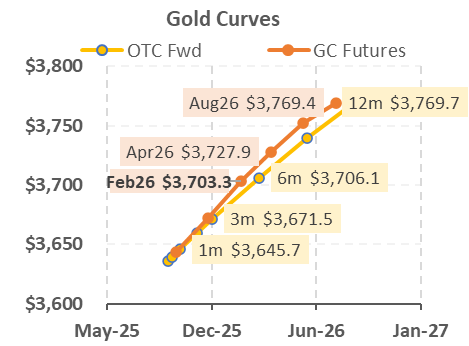 Gold Curves
OTC Fwd GC Futures
$3,800
Aug26 $3,769.4 12m $3,769.7
$3,750
Apr26 $3,727.9
$3,700
Feb26 $3,703.3 6m $3,706.1
3m $3,671.5
$3,650
1m $3,645.7
$3,600
May-25 Dec-25 Jun-26 Jan-27